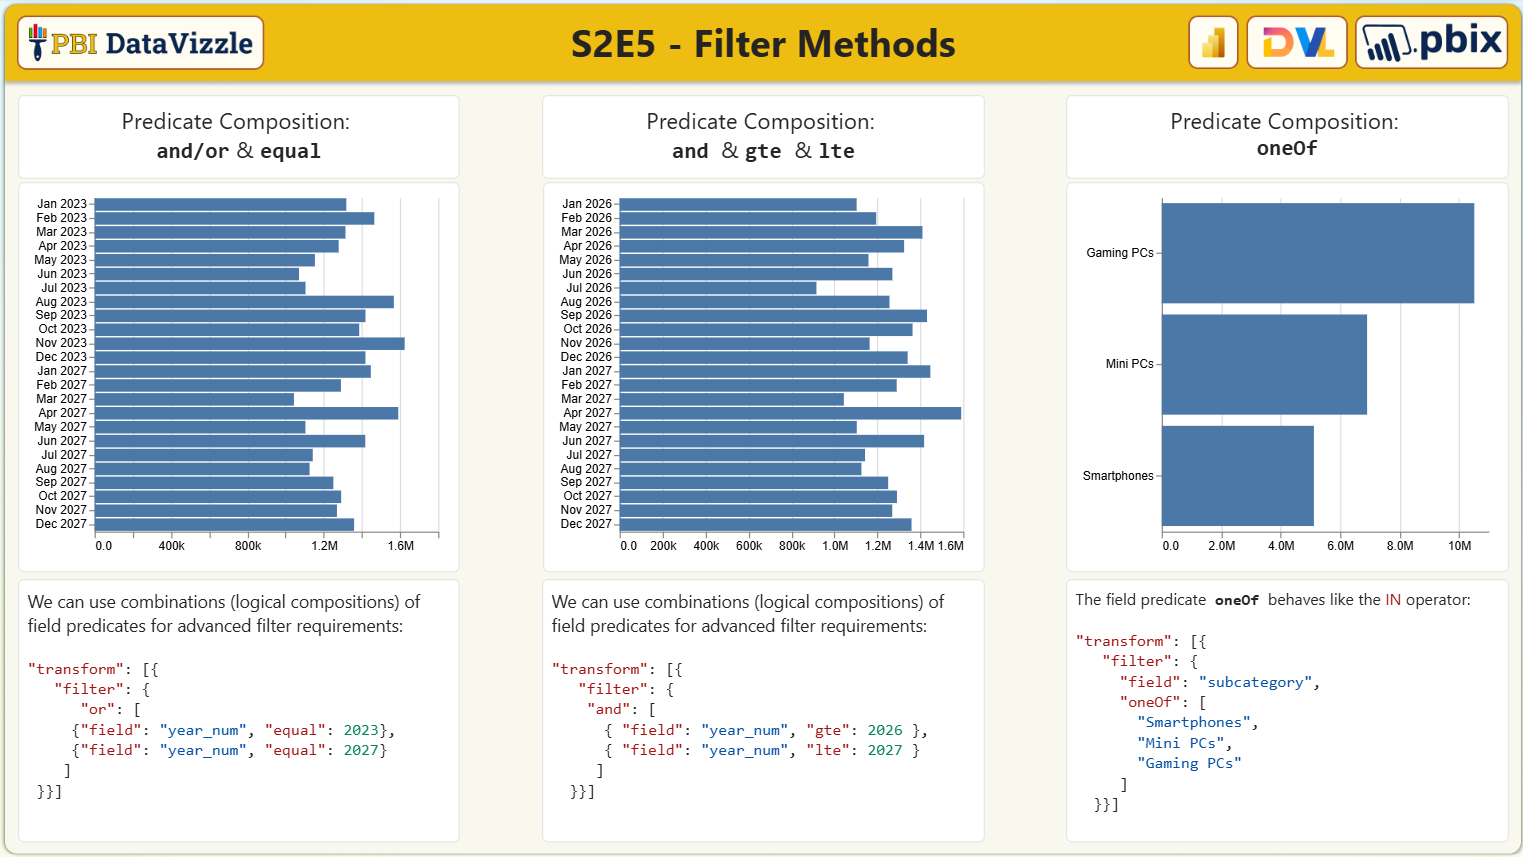 PBI DataVizzle
S2E5 - Filter Methods
DVL
.pbix
Predicate Composition:
and/or & equal
Jan 2023
Feb 2023
Mar 2023
Apr 2023
May 2023
Jun 2023
Jul 2023
Aug 2023
Sep 2023
Oct 2023
Nov 2023
Dec 2023
Jan 2027
Feb 2027
Mar 2027
Apr 2027
May 2027
Jun 2027
Jul 2027
Aug 2027
Sep 2027
Oct 2027
Nov 2027
Dec 2027
0.0 400k 800k 1.2M 1.6M
We can use combinations (logical compositions) of
field predicates for advanced filter requirements:
"transform": [{
"filter": {
"or": [
{"field": "year_num", "equal": 2023},
{"field": "year_num", "equal": 2027}
]
}}]
Predicate Composition:
and & gte & lte
Jan 2026
Feb 2026
Mar 2026
Apr 2026
May 2026
Jun 2026
Jul 2026
Aug 2026
Sep 2026
Oct 2026
Nov 2026
Dec 2026
Jan 2027
Feb 2027
Mar 2027
Apr 2027
May 2027
Jun 2027
Jul 2027
Aug 2027
Sep 2027
Oct 2027
Nov 2027
Dec 2027
0.0 200k 400k 600k 800k 1.0M 1.2M 1.4M 1.6M
We can use combinations (logical compositions) of
field predicates for advanced filter requirements:
"transform": [{
"filter": {
"and": [
{ "field": "year_num", "gte": 2026 },
{ "field": "year_num", "lte": 2027 }
]
}}]
Predicate Composition:
oneOf
Gaming PCs
Mini PCs
Smartphones
0.0 2.0M 4.0M 6.0M 8.0M 10M
The field predicate oneOf behaves like the IN operator:
"transform": [{
"filter": {
"field": "subcategory",
"oneOf": [
"Smartphones",
"Mini PCs",
"Gaming PCs"
]
}}]